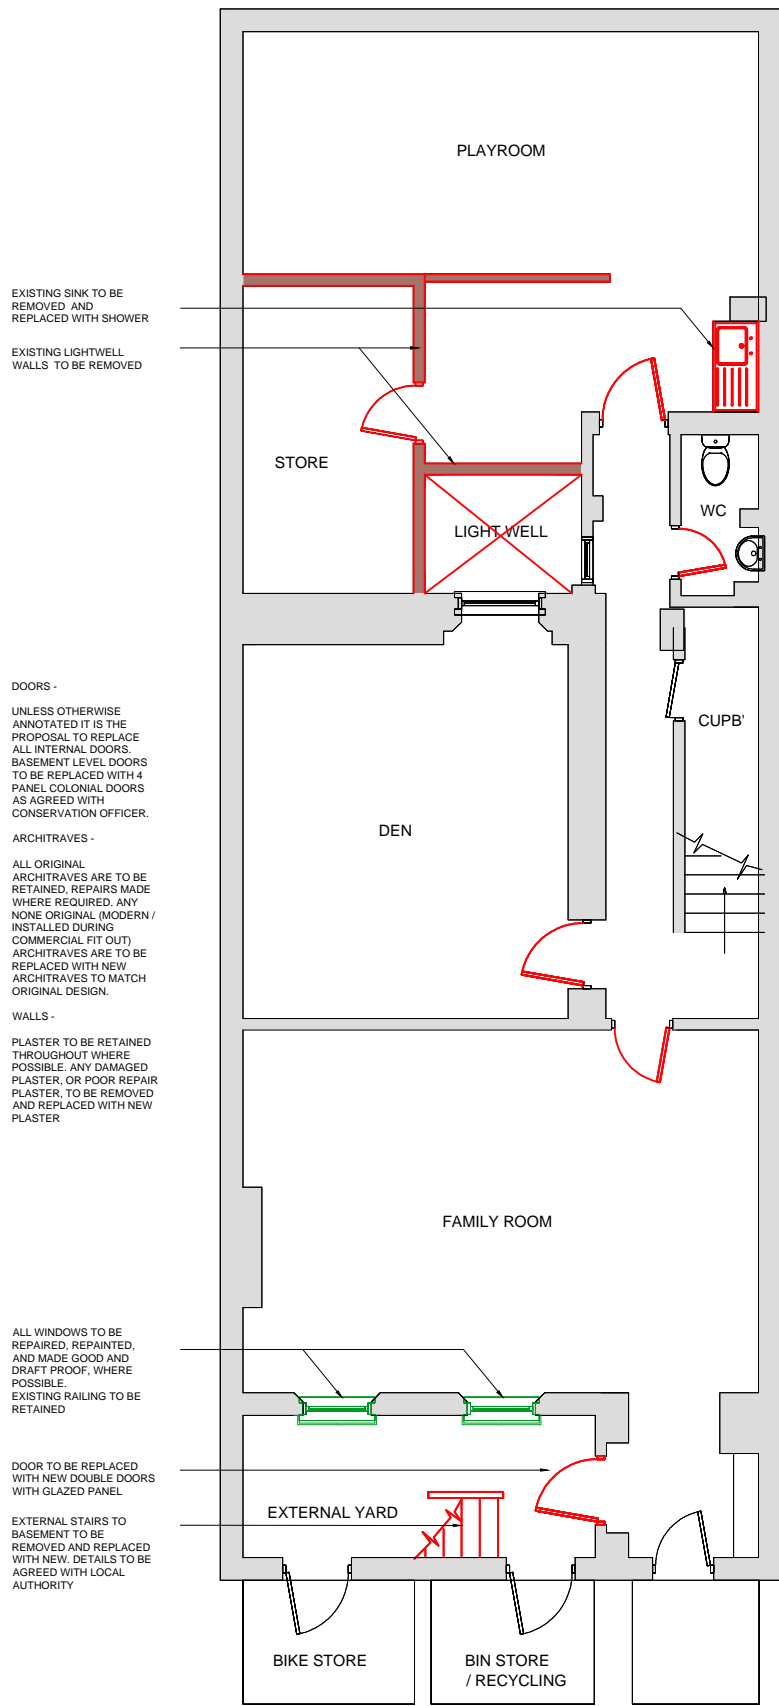 PLAYROOM
EXISTING SINK TO BE
REMOVED AND
REPLACED WITH SHOWER
EXISTING LIGHTWELL
WALLS TO BE REMOVED
STORE
LIGHT WELL
WC
DOORS -
UNLESS OTHERWISE
ANNOTATED IT IS THE
PROPOSAL TO REPLACE
ALL INTERNAL DOORS.
BASEMENT LEVEL DOORS
TO BE REPLACED WITH 4
PANEL COLONIAL DOORS
AS AGREED WITH
CONSERVATION OFFICER.
ARCHITRAVES -
ALL ORIGINAL
ARCHITRAVES ARE TO BE
RETAINED, REPAIRS MADE
WHERE REQUIRED. ANY
NONE ORIGINAL (MODERN /
INSTALLED DURING
COMMERCIAL FIT OUT)
ARCHITRAVES ARE TO BE
REPLACED WITH NEW
ARCHITRAVES TO MATCH
ORIGINAL DESIGN.
WALLS -
PLASTER TO BE RETAINED
THROUGHOUT WHERE
POSSIBLE. ANY DAMAGED
PLASTER, OR POOR REPAIR
PLASTER, TO BE REMOVED
AND REPLACED WITH NEW
PLASTER
CUPB'
DEN
FAMILY ROOM
ALL WINDOWS TO BE
REPAIRED, REPAINTED,
AND MADE GOOD AND
DRAFT PROOF, WHERE
POSSIBLE.
EXISTING RAILING TO BE
RETAINED
DOOR TO BE REPLACED
WITH NEW DOUBLE DOORS
WITH GLAZED PANEL
EXTERNAL STAIRS TO
BASEMENT TO BE
REMOVED AND REPLACED
WITH NEW. DETAILS TO BE
AGREED WITH LOCAL
AUTHORITY
EXTERNAL YARD
BIKE STORE
BIN STORE
/ RECYCLING